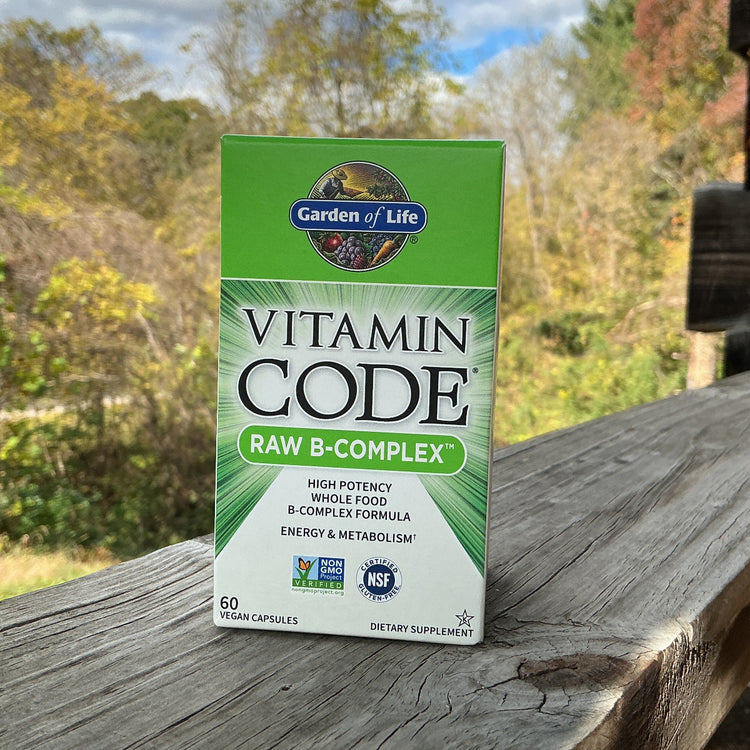 Garden of Life®
VITAMIN
CODE®
RAW B-COMPLEX™
HIGH POTENCY
WHOLE FOOD
B-COMPLEX FORMULA
ENERGY & METABOLISM†
NON
GMO
Project
VERIFIED
nongmoproject.org
CERTIFIED
NSF
GLUTEN-FREE
60
VEGAN CAPSULES
K
DIETARY SUPPLEMENT